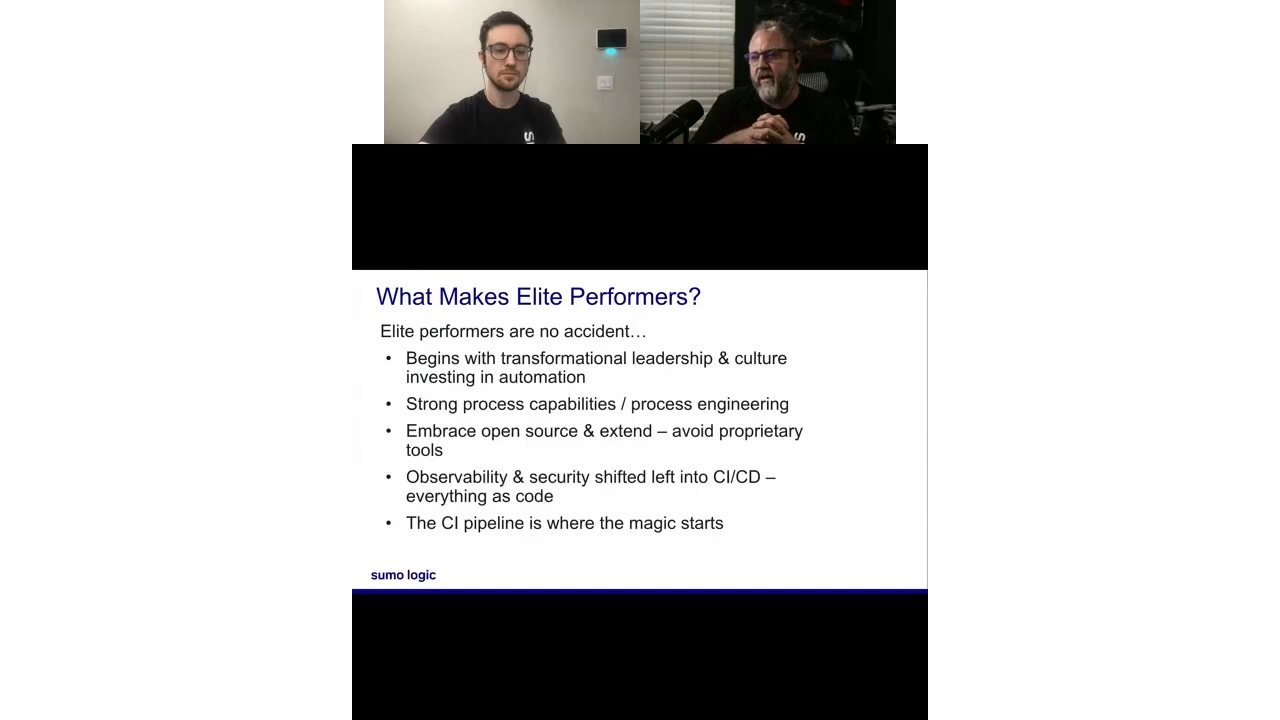 What Makes Elite Performers?
Elite performers are no accident…
• Begins with transformational leadership & culture
investing in automation
• Strong process capabilities / process engineering
• Embrace open source & extend – avoid proprietary
tools
• Observability & security shifted left into CI/CD –
everything as code
• The CI pipeline is where the magic starts
sumo logic